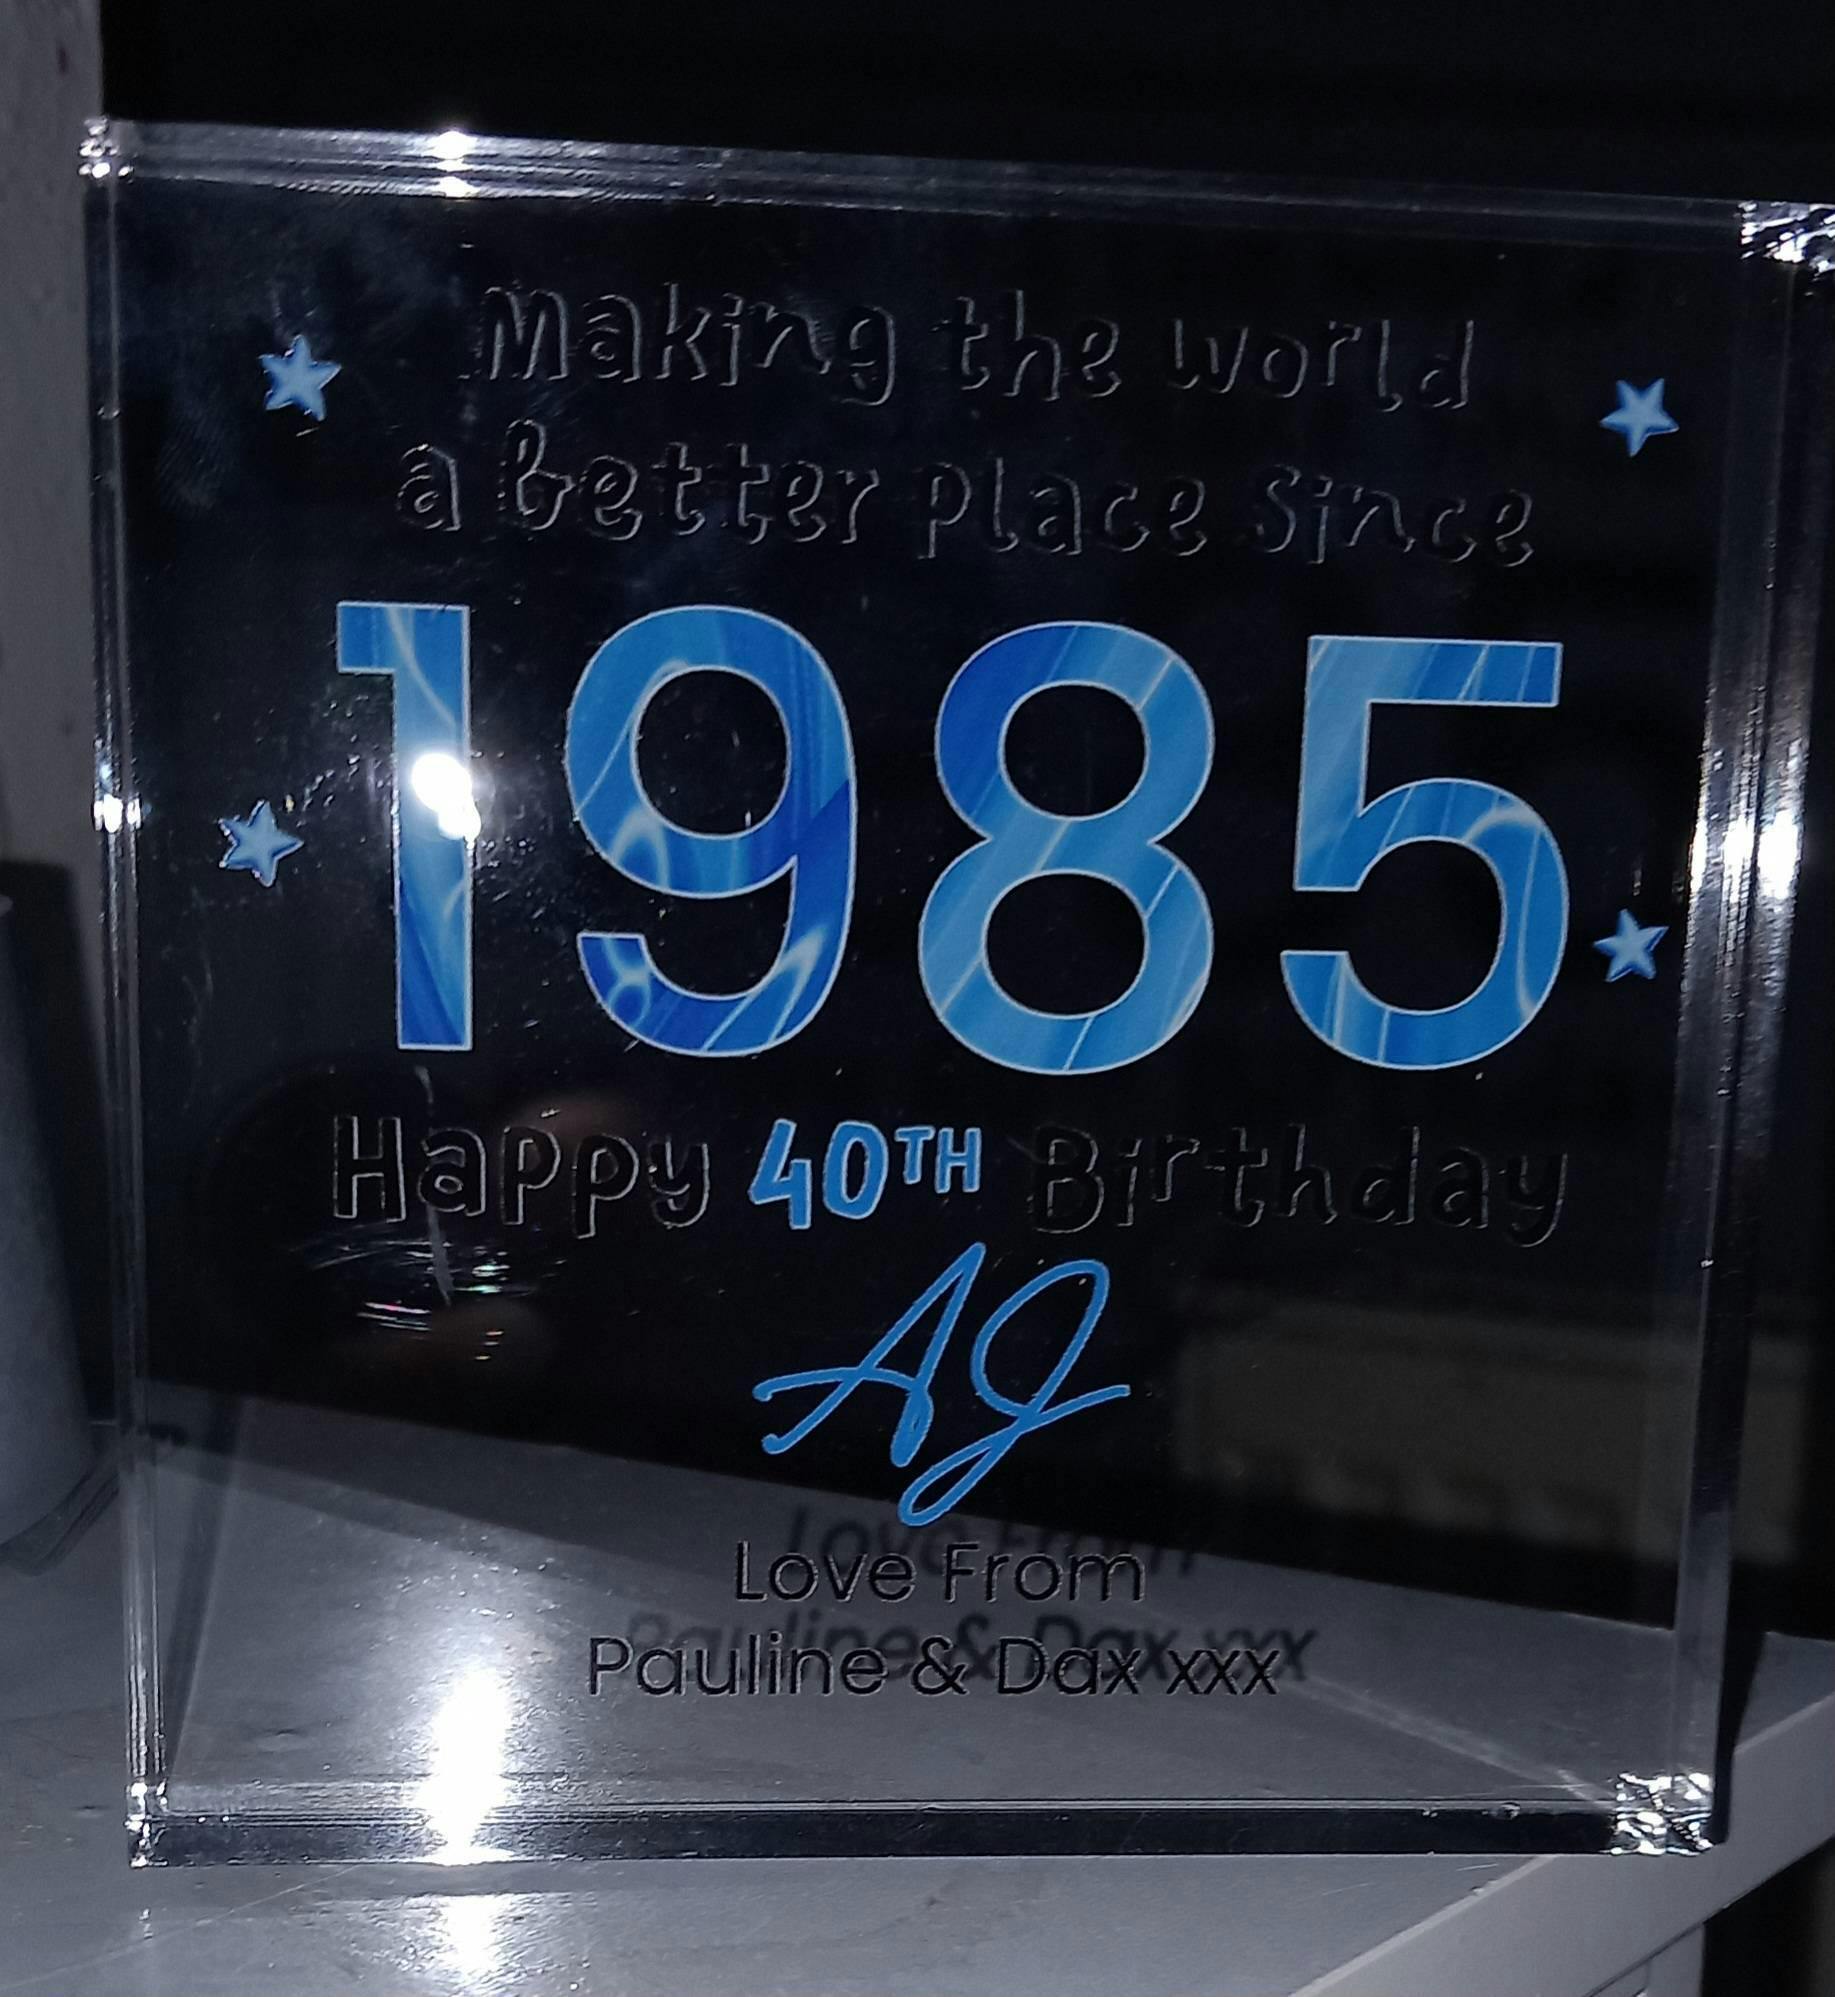 Making the world
a better place since
1985
Happy 40TH Birthday
AJ
Love From
Pauline & Dax xxx